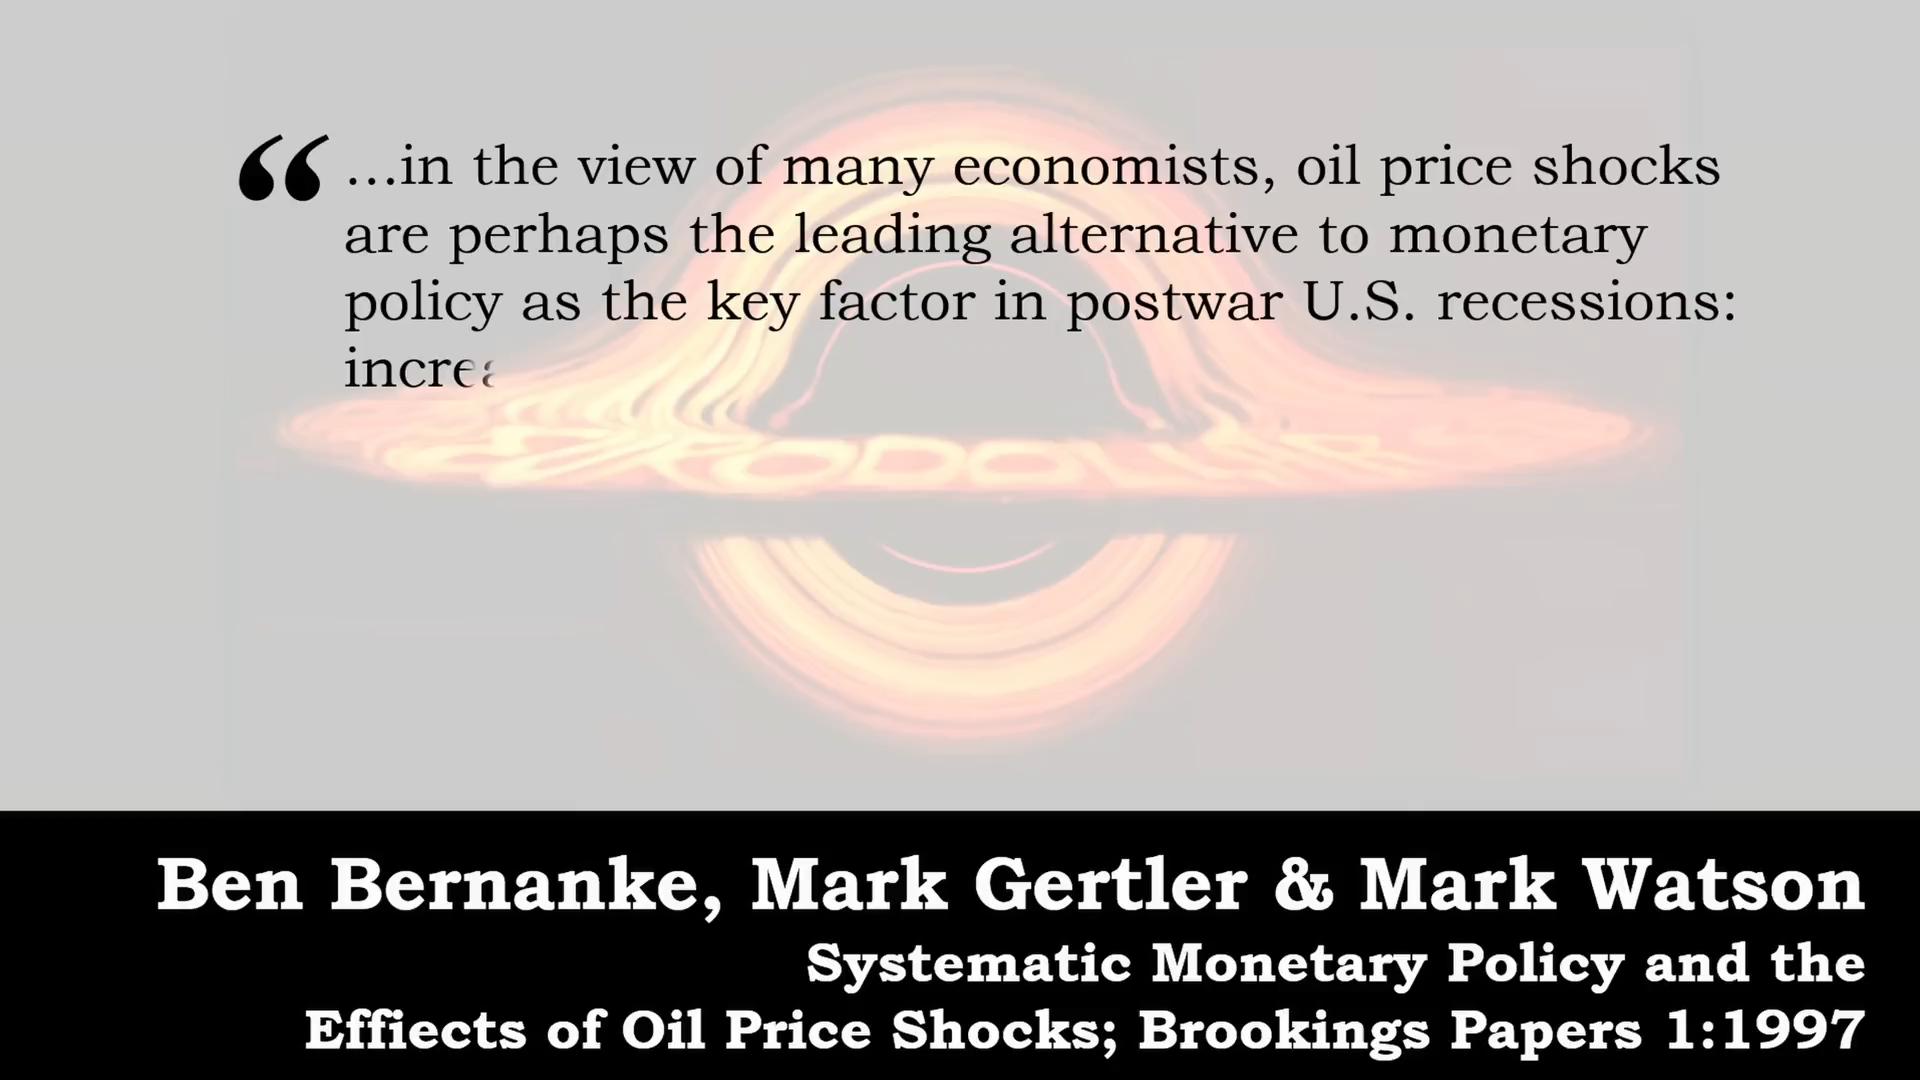 “ ...in the view of many economists, oil price shocks
are perhaps the leading alternative to monetary
policy as the key factor in postwar U.S. recessions:
Ben Bernanke, Mark Gertler & Mark Watson
Systematic Monetary Policy and the
Effiects of Oil Price Shocks; Brookings Papers 1:1997